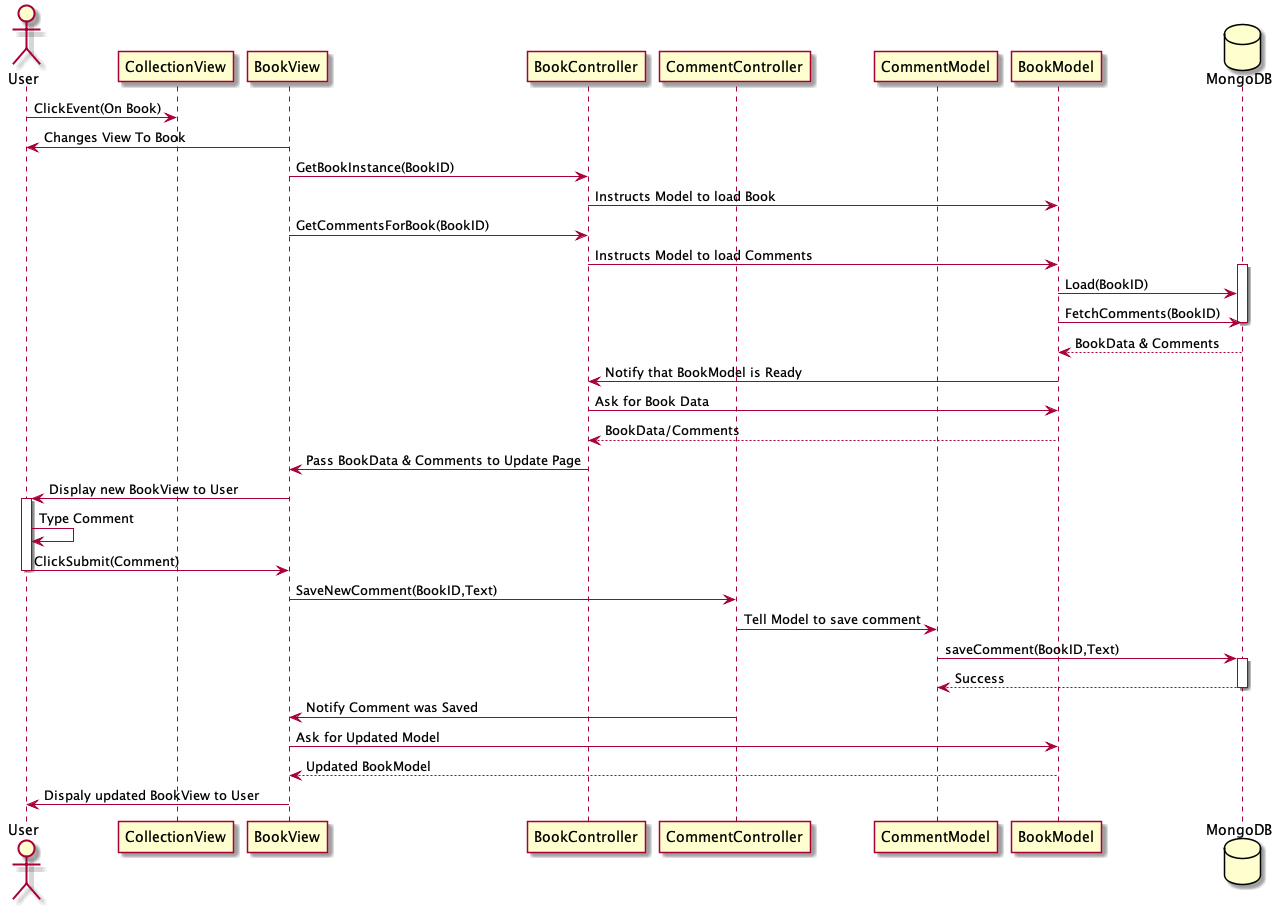 User
CollectionView
BookView
BookController
CommentController
CommentModel
BookModel
MongoDB
ClickEvent(On Book)
Changes View To Book
GetBookInstance(BookID)
Instructs Model to load Book
GetCommentsForBook(BookID)
Instructs Model to load Comments
Load(BookID)
FetchComments(BookID)
BookData & Comments
Notify that BookModel is Ready
Ask for Book Data
BookData/Comments
Pass BookData & Comments to Update Page
Display new BookView to User
Type Comment
ClickSubmit(Comment)
SaveNewComment(BookID,Text)
Tell Model to save comment
saveComment(BookID,Text)
Success
Notify Comment was Saved
Ask for Updated Model
Updated BookModel
Dispaly updated BookView to User
User
CollectionView
BookView
BookController
CommentController
CommentModel
BookModel
MongoDB